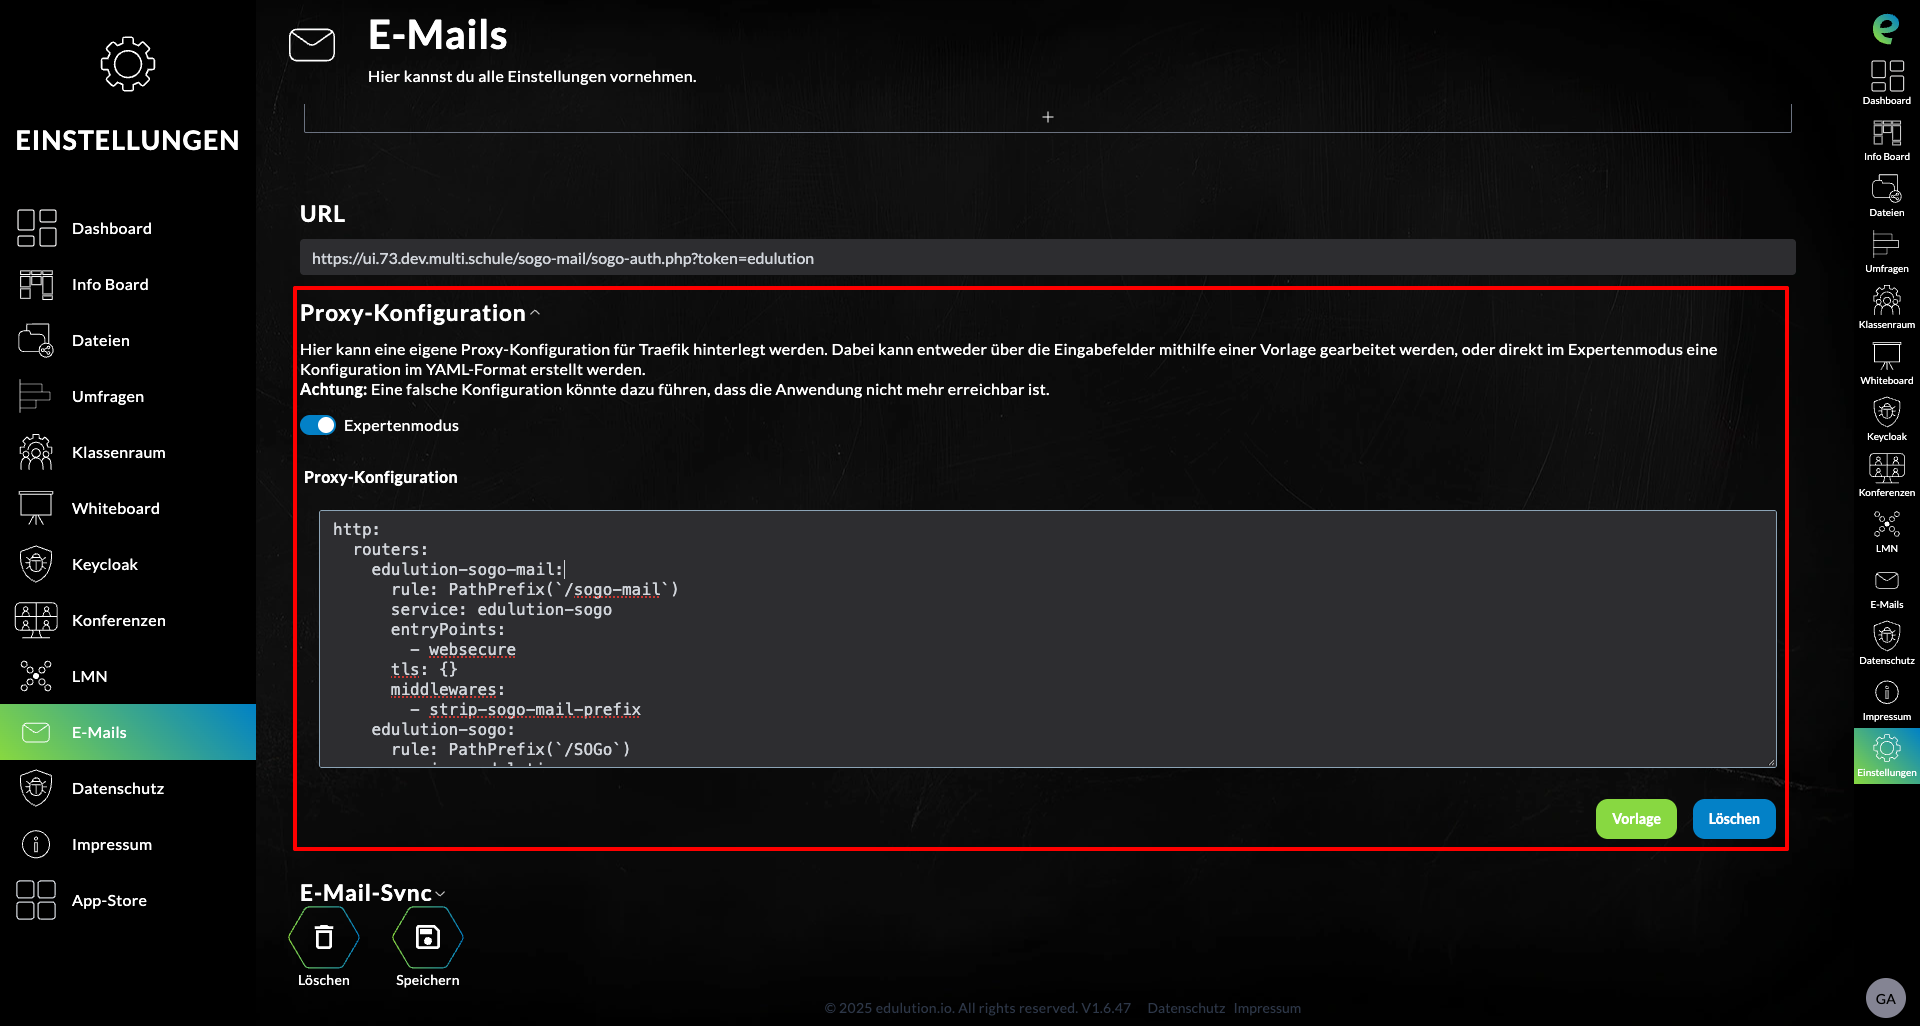 EINSTELLUNGEN
Dashboard
Info Board
Dateien
Umfragen
Klassenraum
Whiteboard
Keycloak
Konferenzen
LMN
E-Mails
Datenschutz
Impressum
App-Store
E-Mails
Hier kannst du alle Einstellungen vornehmen.
+
URL
https://ui.73.dev.multi.schule/sogo-mail/sogo-auth.php?token=edulution
Proxy-Konfiguration
Hier kann eine eigene Proxy-Konfiguration für Traefik hinterlegt werden. Dabei kann entweder über die Eingabefelder mithilfe einer Vorlage gearbeitet werden, oder direkt im Expertenmodus eine
Konfiguration im YAML-Format erstellt werden.
Achtung: Eine falsche Konfiguration könnte dazu führen, dass die Anwendung nicht mehr erreichbar ist.
Expertenmodus
Proxy-Konfiguration
http:
routers:
edulution-sogo-mail:
rule: PathPrefix(`/sogo-mail`)
service: edulution-sogo
entryPoints:
- websecure
tls: {}
middlewares:
- strip-sogo-mail-prefix
edulution-sogo:
rule: PathPrefix(`/SOGo`)
Vorlage
Löschen
E-Mail-Sync
Löschen
Speichern
© 2025 edulution.io. All rights reserved. V1.6.47 Datenschutz Impressum
e
Dashboard
Info Board
Dateien
Umfragen
Klassenraum
Whiteboard
Keycloak
Konferenzen
LMN
E-Mails
Datenschutz
Impressum
Einstellungen
GA